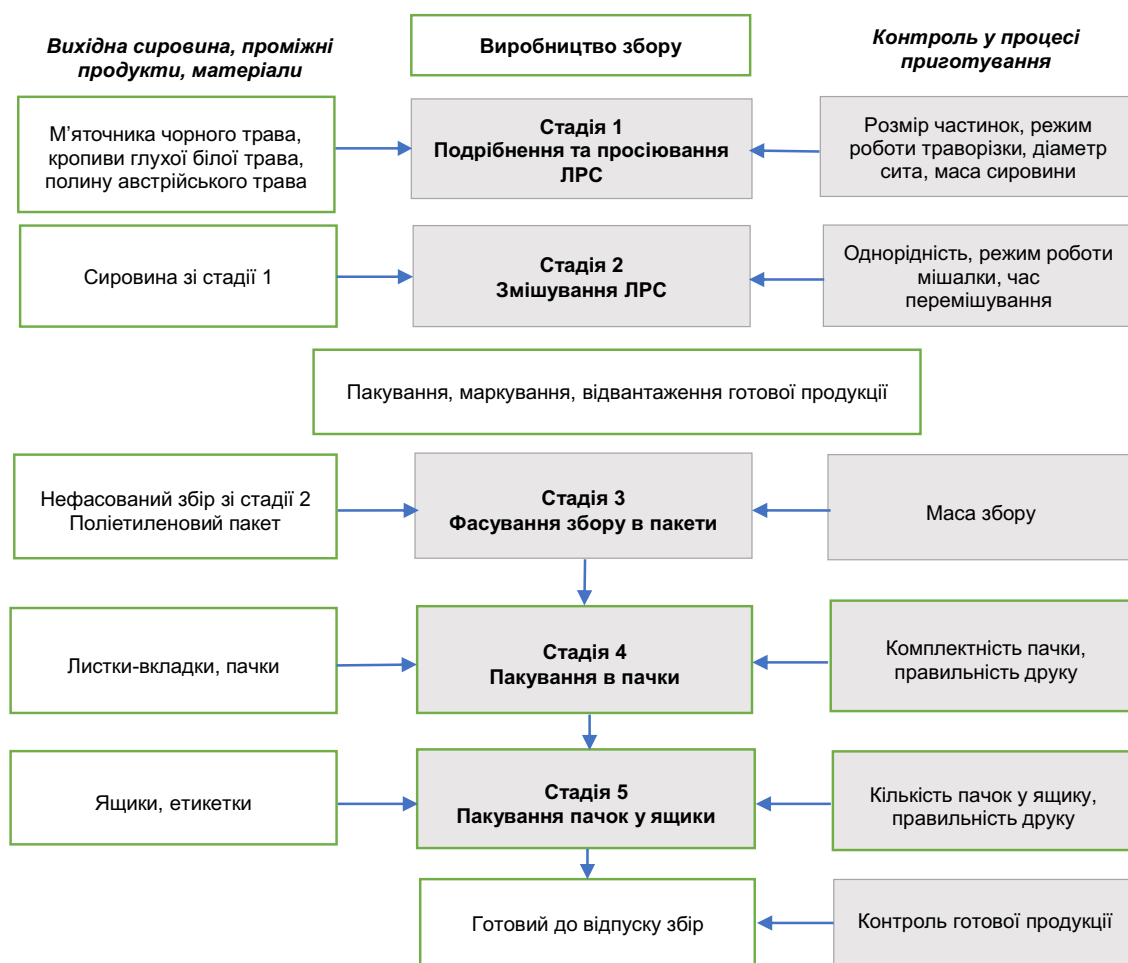 Вихідна сировина, проміжні
продукти, матеріали
Виробництво збору
Контроль у процесі
приготування
М’яточника чорного трава,
кропиви глухої білої трава,
полину австрійського трава
Стадія 1
Подрібнення та просіювання
ЛРС
Розмір частинок, режим
роботи траворізки, діаметр
сита, маса сировини
Сировина зі стадії 1
Стадія 2
Змішування ЛРС
Однорідність, режим роботи
мішалки, час
перемішування
Пакування, маркування, відвантаження готової продукції
Нефасований збір зі стадії 2
Поліетиленовий пакет
Стадія 3
Фасування збору в пакети
Маса збору
Листки-вкладки, пачки
Стадія 4
Пакування в пачки
Комплектність пачки,
правильність друку
Ящики, етикетки
Стадія 5
Пакування пачок у ящики
Кількість пачок у ящику,
правильність друку
Готовий до відпуску збір
Контроль готової продукції